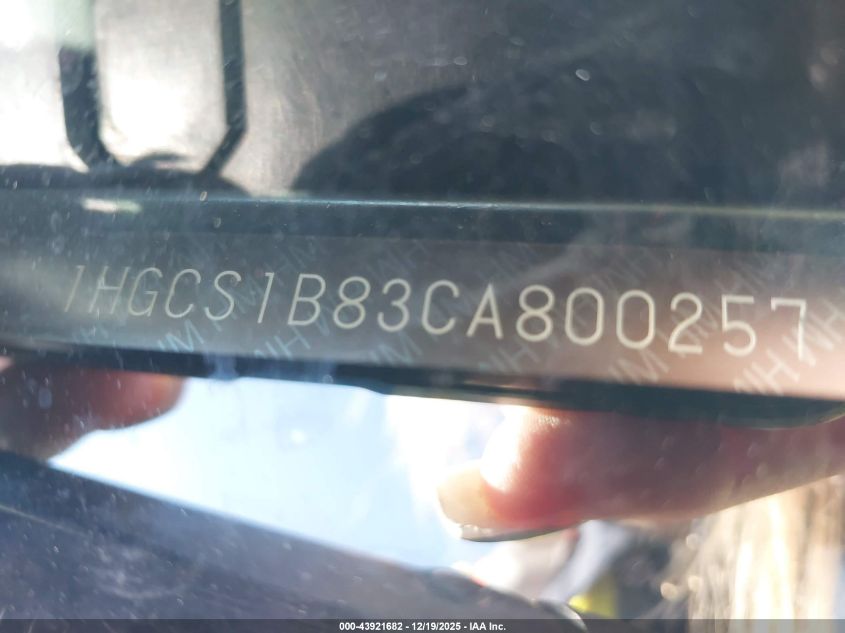 1HGCS1B83CA800257
000-43921682 - 12/19/2025 - IAA Inc.